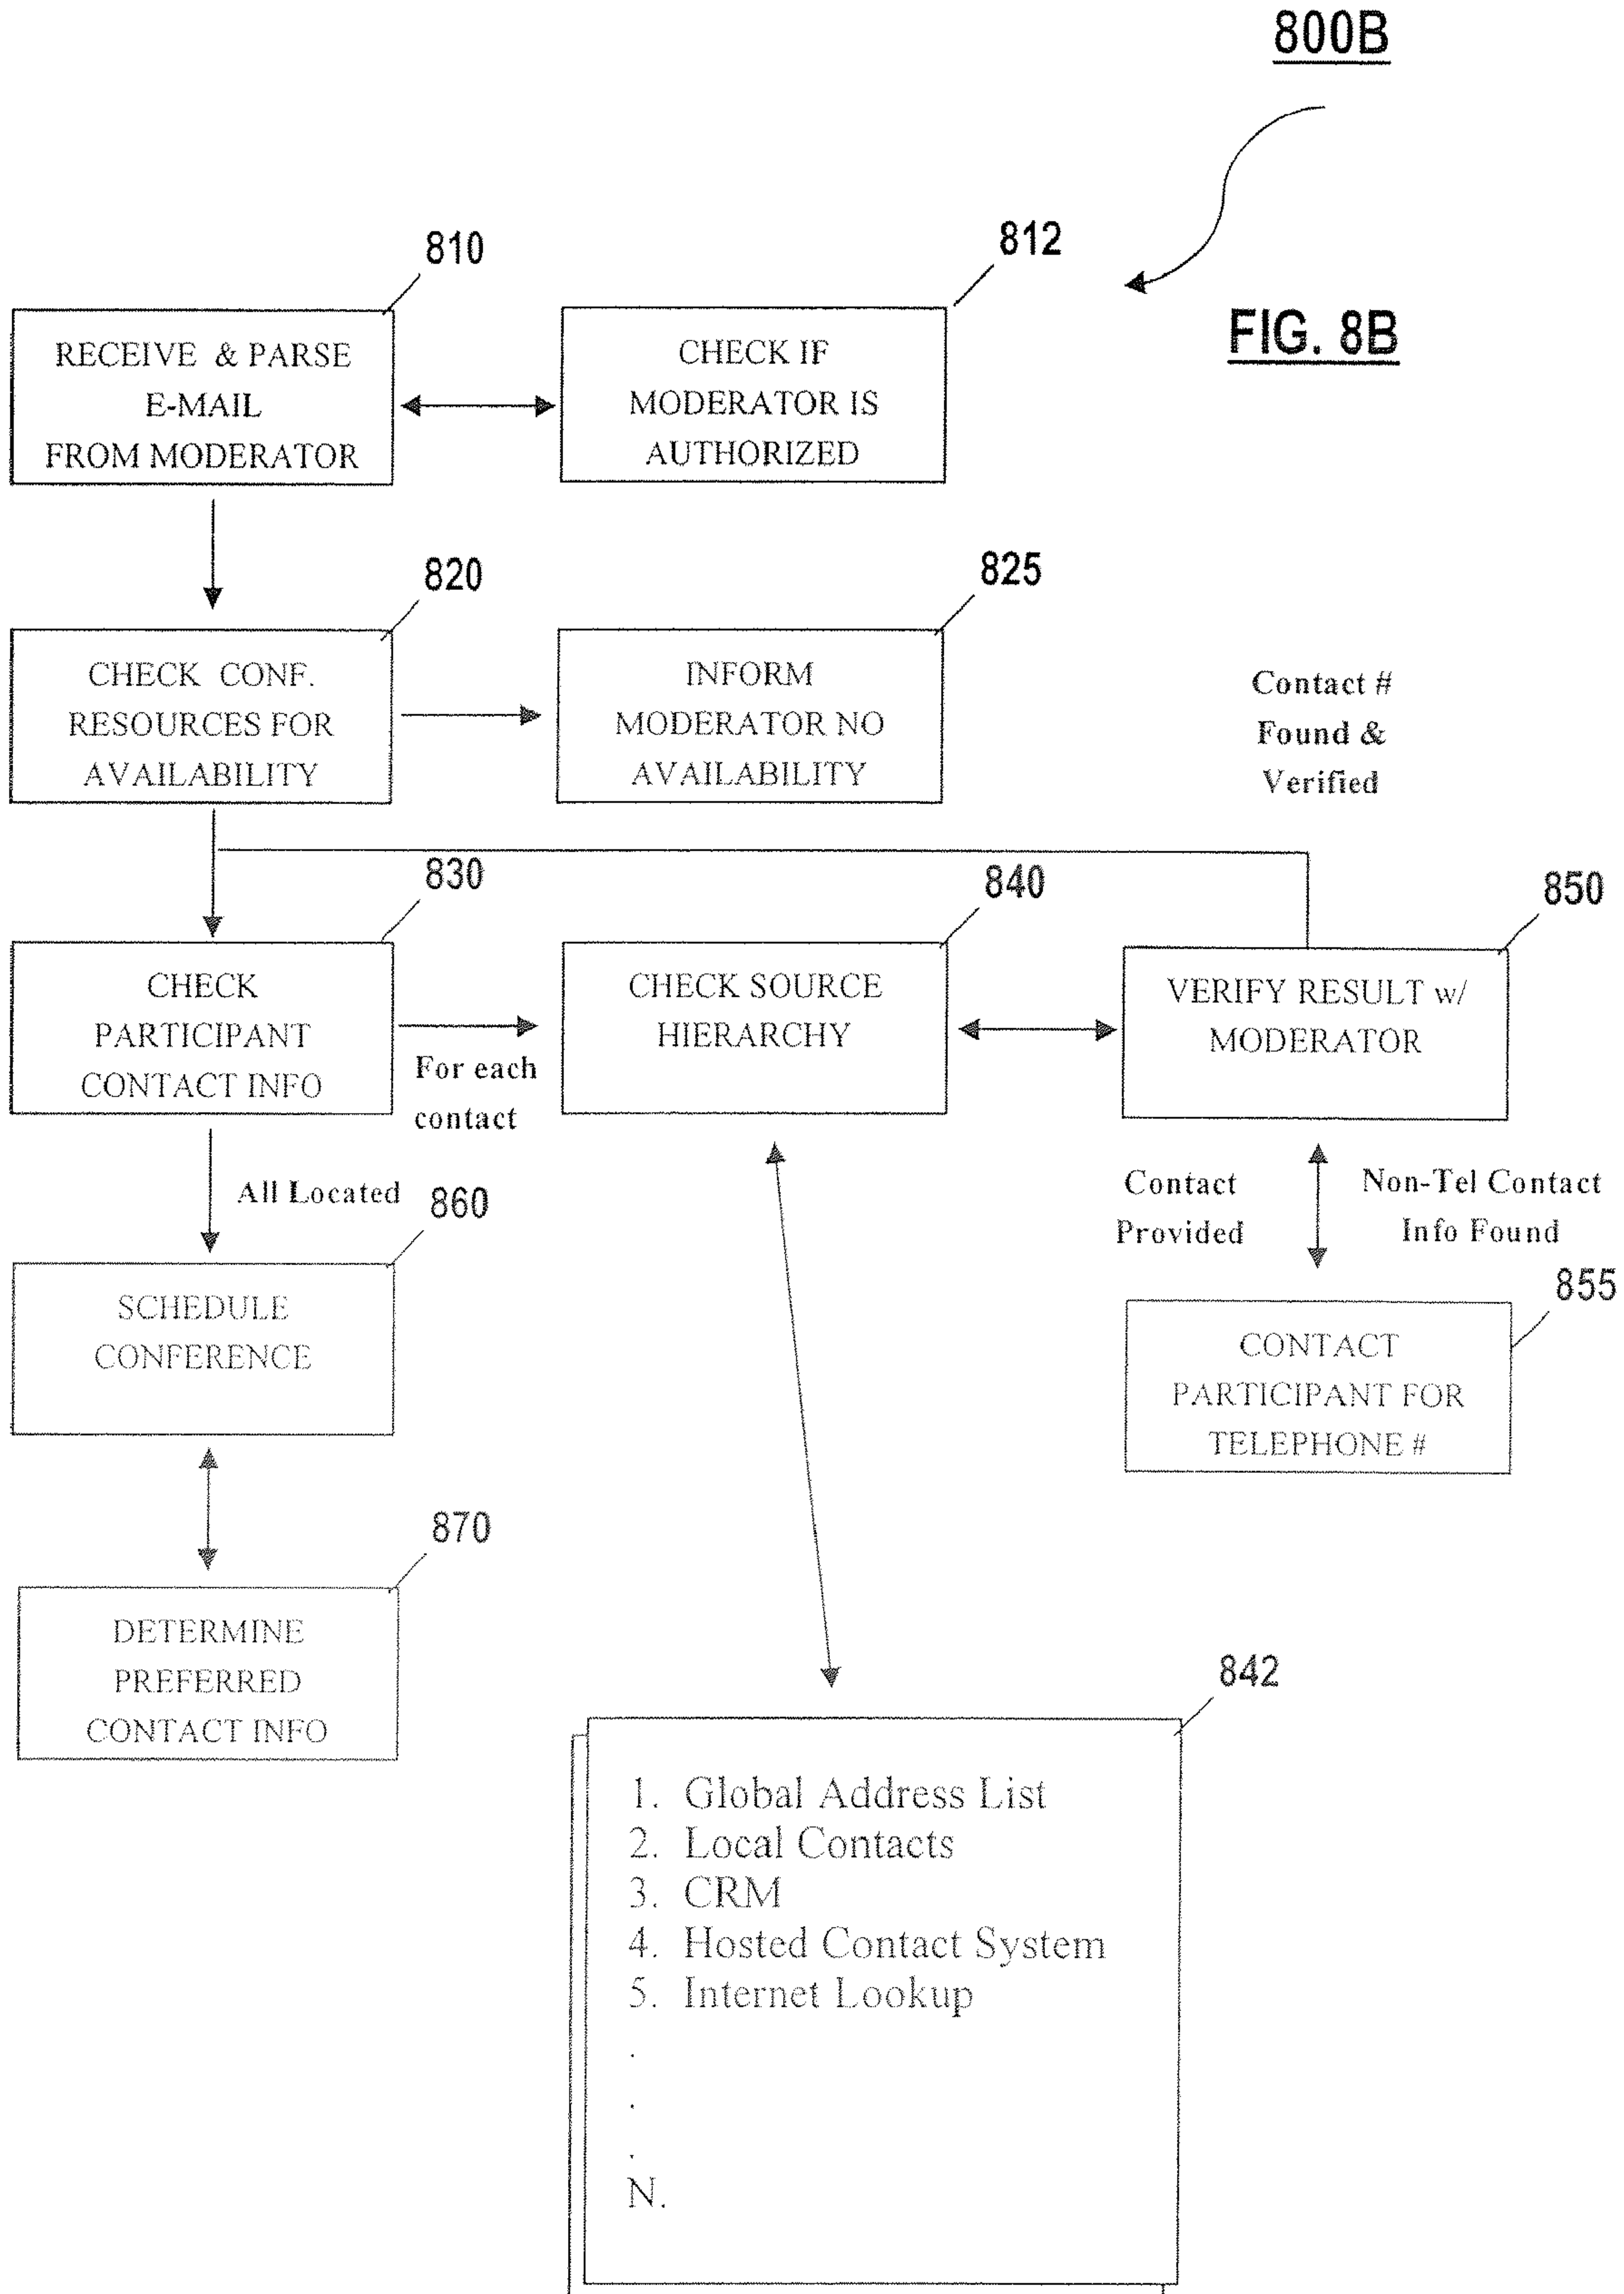 800B
810
812
RECEIVE & PARSE
E-MAIL
FROM MODERATOR
CHECK IF
MODERATOR IS
AUTHORIZED
FIG. 8B
820
825
CHECK CONF.
RESOURCES FOR
AVAILABILITY
INFORM
MODERATOR NO
AVAILABILITY
Contact #
Found &
Verified
830
840
850
CHECK
PARTICIPANT
CONTACT INFO
For each
contact
CHECK SOURCE
HIERARCHY
VERIFY RESULT w/
MODERATOR
All Located
Contact
Provided
Non-Tel Contact
Info Found
860
855
SCHEDULE
CONFERENCE
CONTACT
PARTICIPANT FOR
TELEPHONE #
870
DETERMINE
PREFERRED
CONTACT INFO
842
1. Global Address List
2. Local Contacts
3. CRM
4. Hosted Contact System
5. Internet Lookup
.
.
.
N.